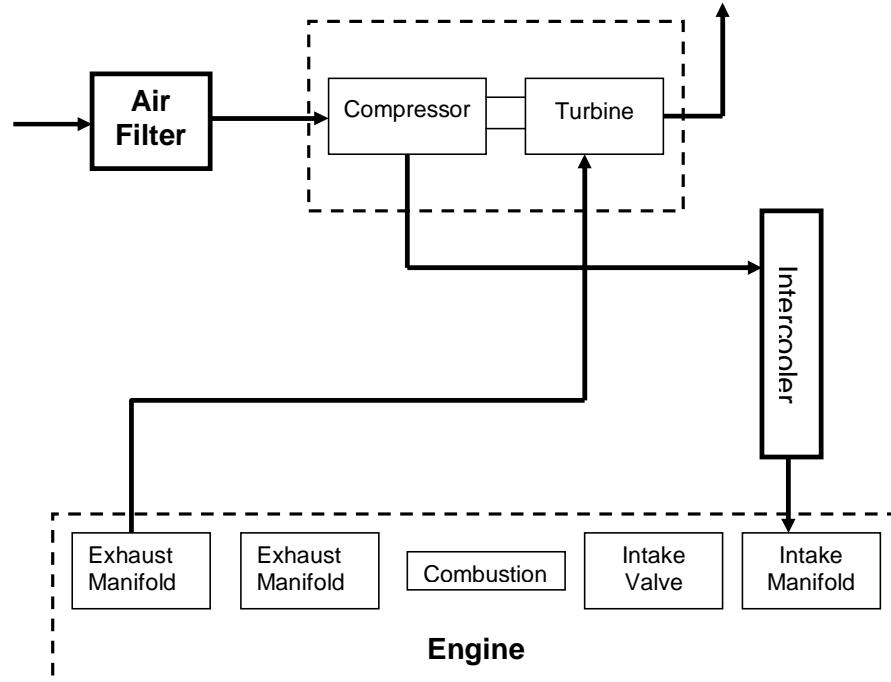 Air
Filter
Compressor
Turbine
Intercooler
Exhaust
Manifold
Exhaust
Manifold
Combustion
Intake
Valve
Intake
Manifold
Engine